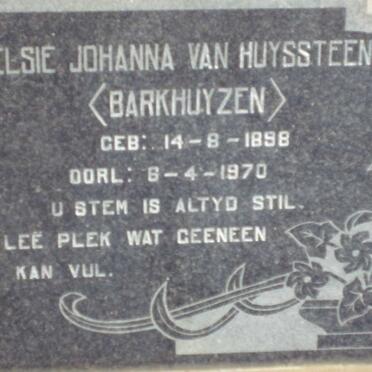 ELSIE JOHANNA VAN HUYSSTEEN
<BARKHUYZEN>
GEB: 14-8-1898
OORL: 6-4-1970
U STEM IS ALTYD STIL.
LEË PLEK WAT GEENEEN
KAN VUL.